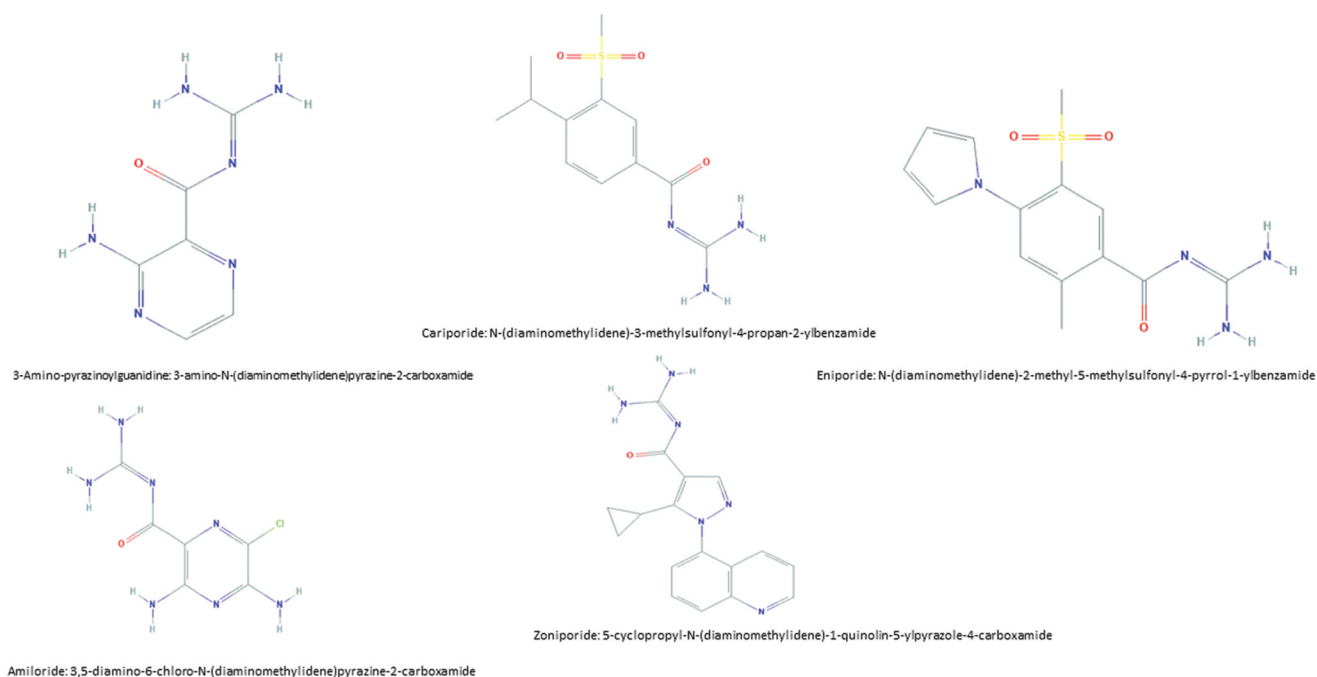 H H
H N N H
O N
H
H N N
N
O S O
O
N N H
H
N
H H
N O S O
N N H
H
O N
H H
Cariporide: N-(diaminomethylidene)-3-methylsulfonyl-4-propan-2-ylbenzamide
3-Amino-pyrazinoylguanidine: 3-amino-N-(diaminomethylidene)pyrazine-2-carboxamide
Eniporide: N-(diaminomethylidene)-2-methyl-5-methylsulfonyl-4-pyrrol-1-ylbenzamide
H H
N
H N N
H
N Cl
O
H N N N H
H H
H
H N N H
H N
O
N
N
N
Zoniporide: 5-cyclopropyl-N-(diaminomethylidene)-1-quinolin-5-ylpyrazole-4-carboxamide
Amiloride: 3,5-diamino-6-chloro-N-(diaminomethylidene)pyrazine-2-carboxamide